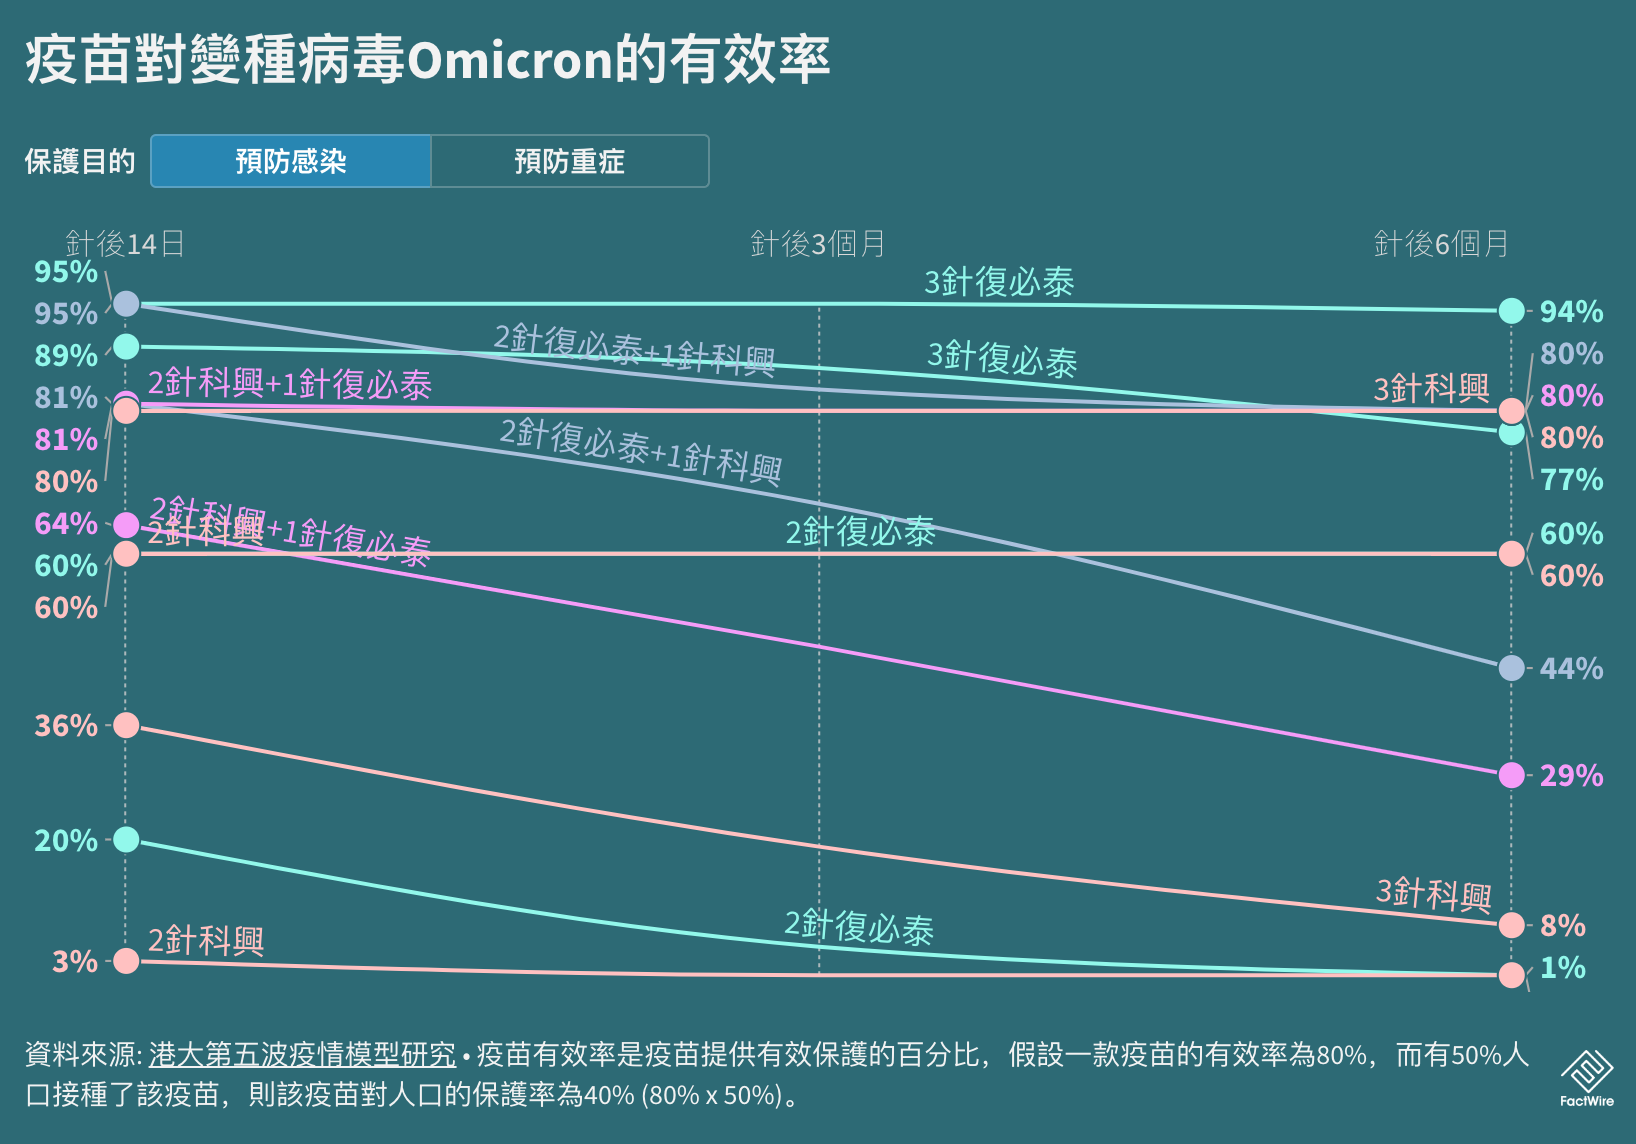 疫苗對變種病毒Omicron的有效率
保護目的
預防感染
預防重症
針後14日
針後3個月
針後6個月
95%
95%
89%
81%
81%
80%
64%
60%
60%
36%
20%
3%
3針復必泰
2針復必泰+1針科興
3針復必泰
2針科興+1針復必泰
3針科興
2針復必泰+1針科興
2針科興+1針復必泰
2針科興
2針復必泰
3針科興
2針復必泰
2針科興
94%
80%
80%
80%
77%
60%
60%
44%
29%
8%
1%
資料來源: 港大第五波疫情模型研究 • 疫苗有效率是疫苗提供有效保護的百分比，假設一款疫苗的有效率為80%，而有50%人
口接種了該疫苗，則該疫苗對人口的保護率為40% (80% x 50%)。
FactWire